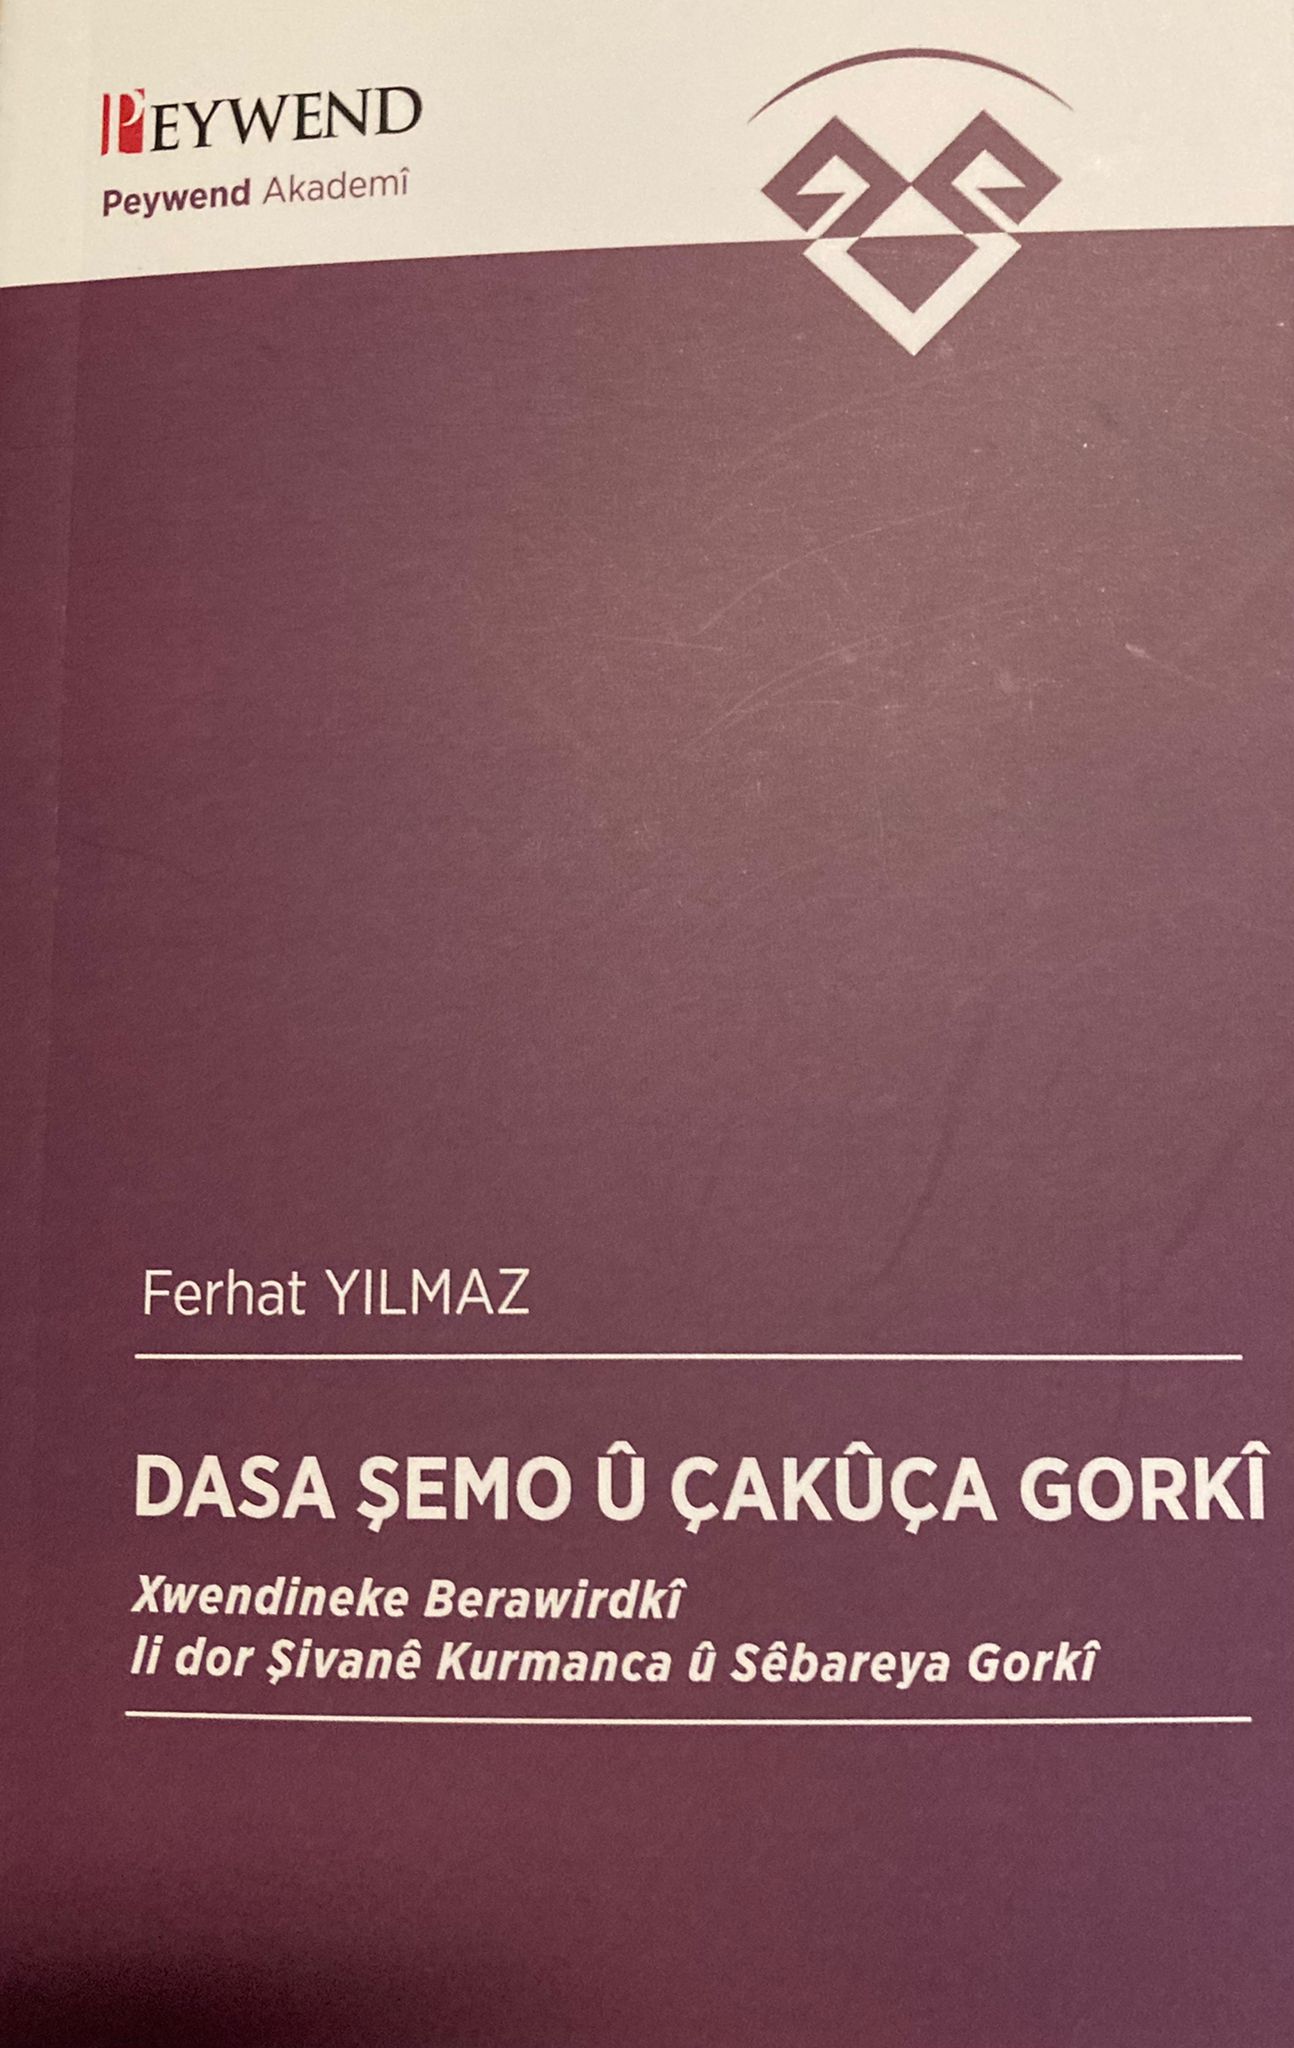 PEYWEND
Peywend Akademî
Ferhat YILMAZ
DASA ŞEMO Û ÇAKÛÇA GORKÎ
Xwendineke Berawirdkî
li dor Şivanê Kurmanca û Sêbareya Gorkî